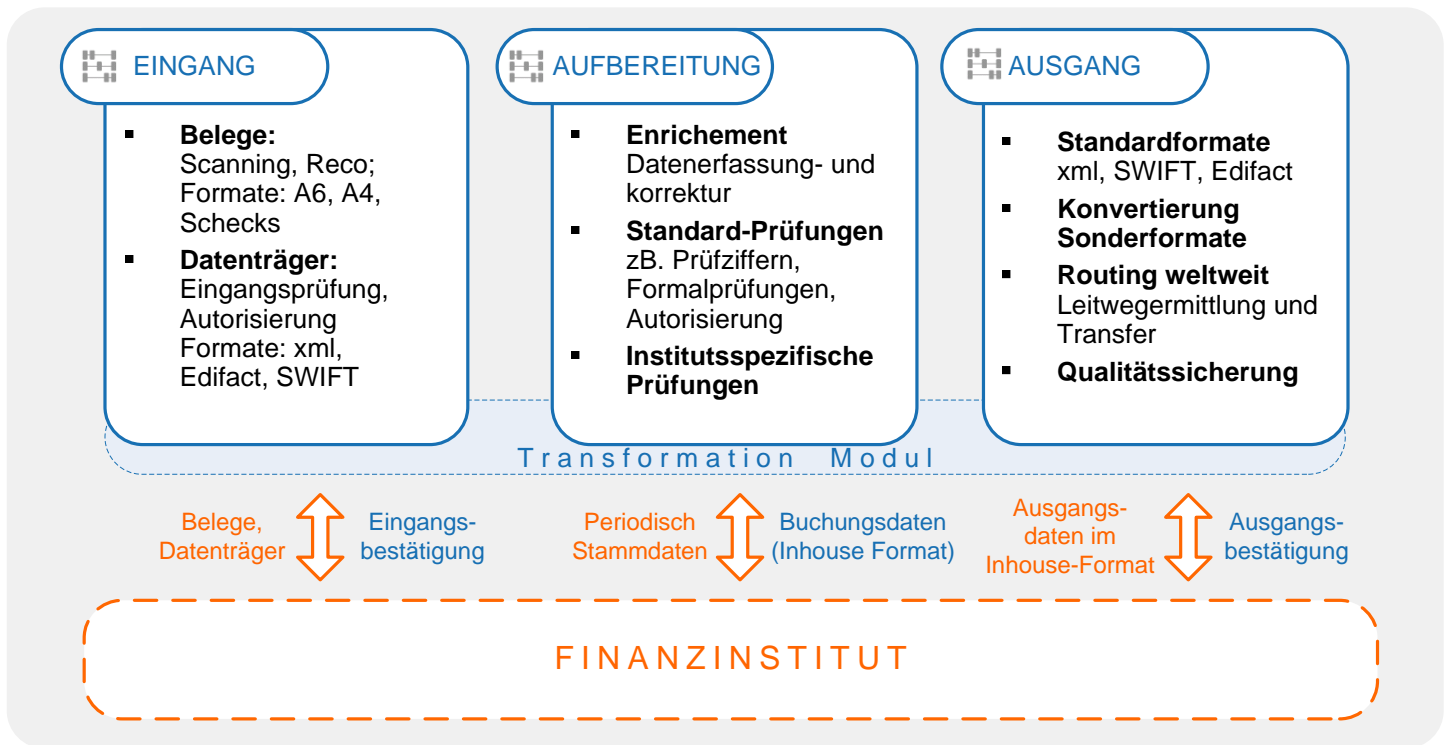 EINGANG
Belege:
Scanning, Reco;
Formate: A6, A4,
Schecks
Datenträger:
Eingangsprüfung,
Autorisierung
Formate: xml,
Edifact, SWIFT
AUFBEREITUNG
Enrichement
Datenerfassung- und
korrektur
Standard-Prüfungen
zB. Prüfziffern,
Formalprüfungen,
Autorisierung
Institutsspezifische
Prüfungen
AUSGANG
Standardformate
xml, SWIFT, Edifact
Konvertierung
Sonderformate
Routing weltweit
Leitwegermittlung und
Transfer
Qualitätssicherung
Transformation Modul
Belege,
Datenträger
Eingangs-
bestätigung
Periodisch
Stammdaten
Buchungsdaten
(Inhouse Format)
Ausgangs-
daten im
Inhouse-Format
Ausgangs-
bestätigung
FINANZINSTITUT